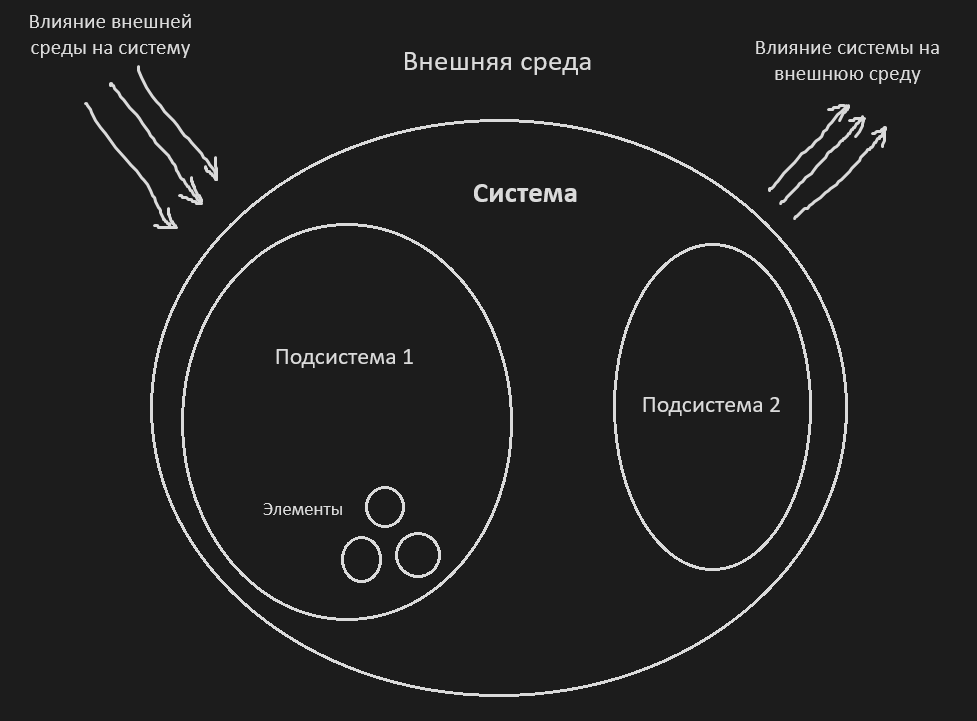 Влияние внешней
среды на систему
Внешняя среда
Влияние системы на
внешнюю среду
Система
Подсистема 1
Подсистема 2
Элементы